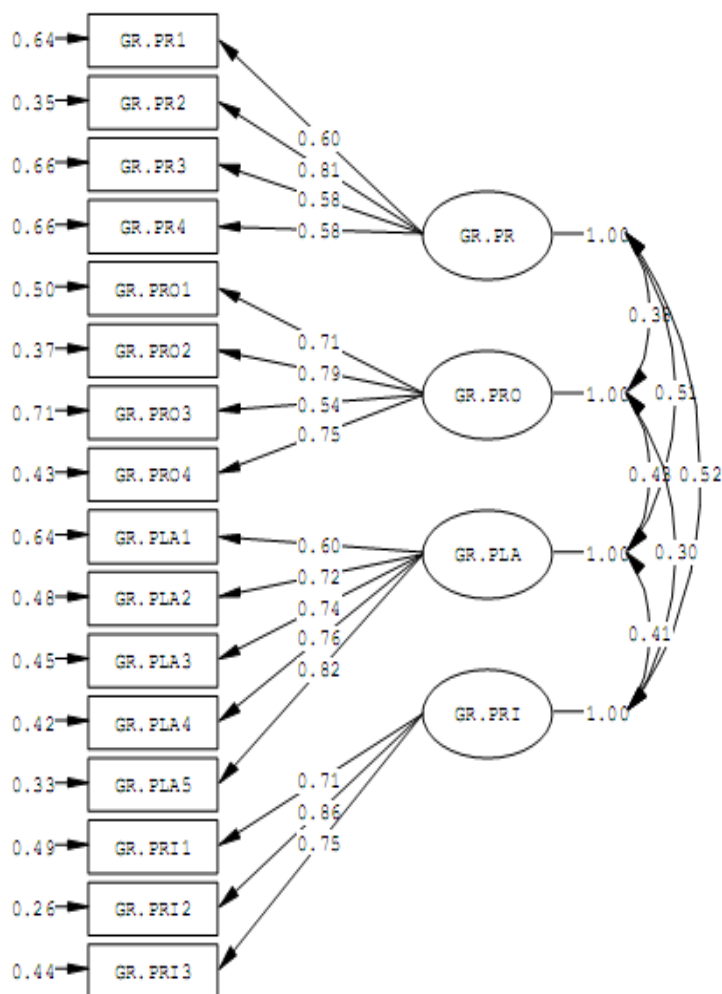 0.64 GR.PR1
0.35 GR.PR2
0.60
0.66 GR.PR3
0.81
0.58
0.66 GR.PR4
0.58
GR.PR 1.00
0.50 GR.PRO1
0.71
0.37 GR.PRO2
0.79
GR.PRO 1.00
0.51
0.71 GR.PRO3
0.54
0.75
0.43 GR.PRO4
0.52
0.64 GR.PLA1
0.60
GR.PLA 1.00
0.30
0.72
0.48 GR.PLA2
0.74
0.76
0.41
0.45 GR.PLA3
0.82
0.42 GR.PLA4
GR.PRI 1.00
0.33 GR.PLA5
0.71
0.86
0.49 GR.PRI1
0.75
0.26 GR.PRI2
0.44 GR.PRI3